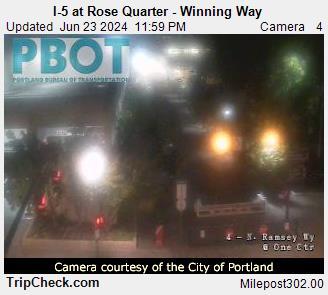 I-5 at Rose Quarter - Winning Way
Updated Jun 23 2024 11:59 PM Camera 4
PBOT
PORTLAND BUREAU OF TRANSPORTATION
4 - N. Ramsey Wy
@ One Ctr
Camera courtesy of the City of Portland
TripCheck.com Milepost302.00